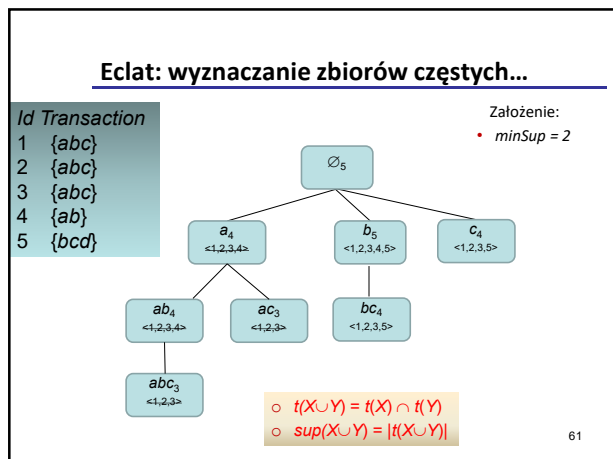 Eclat: wyznaczanie zbiorów częstych…
Id Transaction
1 {abc}
2 {abc}
3 {abc}
4 {ab}
5 {bcd}
Założenie:
• minSup = 2
∅5
a4
<1,2,3,4>
b5
<1,2,3,4,5>
c4
<1,2,3,5>
ab4
<1,2,3,4>
ac3
<1,2,3>
bc4
<1,2,3,5>
abc3
<1,2,3>
o t(X∪Y) = t(X) ∩ t(Y)
o sup(X∪Y) = |t(X∪Y)|
61